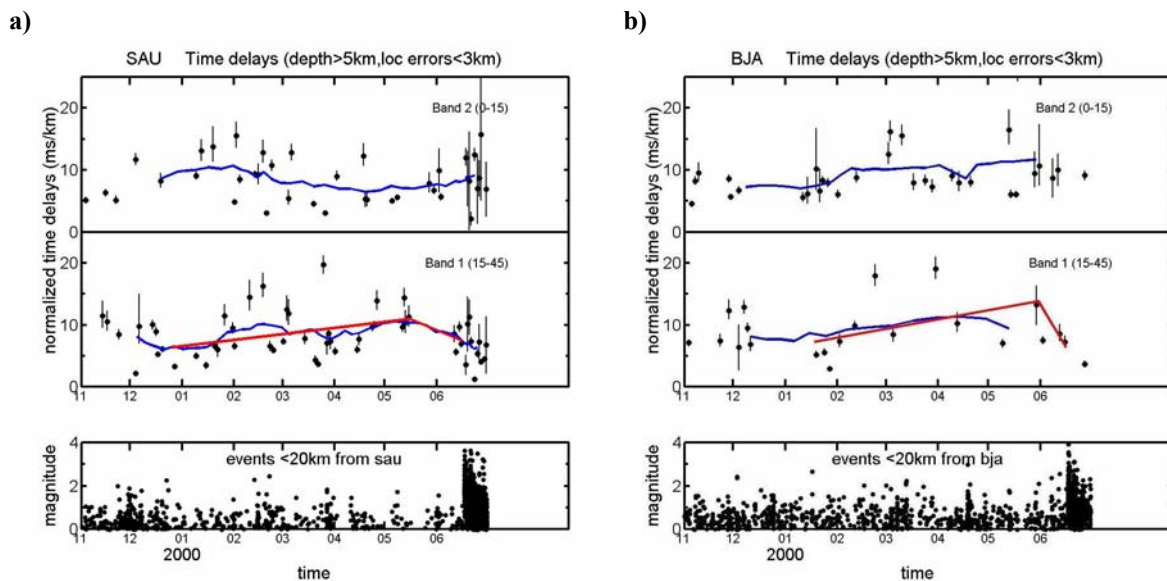 a)
SAU Time delays (depth>5km,loc errors<3km)
normalized time delays (ms/km)
20
10
0
Band 2 (0-15)
20
10
0
Band 1 (15-45)
11 12 01 02 03 04 05 06
magnitude
4
2
0
events <20km from sau
11 12 01 02 03 04 05 06
2000
time
b)
BJA Time delays (depth>5km,loc errors<3km)
normalized time delays (ms/km)
20
10
0
Band 2 (0-15)
20
10
0
Band 1 (15-45)
11 12 01 02 03 04 05 06
magnitude
4
2
0
events <20km from bja
11 12 01 02 03 04 05 06
2000
time